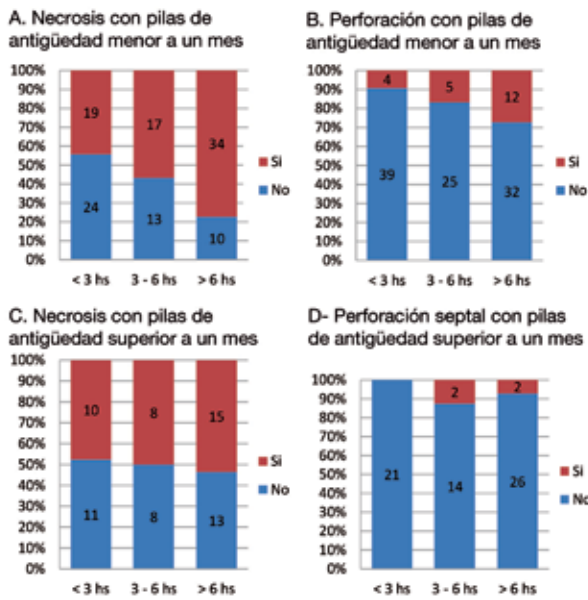 A. Necrosis con pilas de
antigüedad menor a un mes
100%
90%
80%
70%
60%
50%
40%
30%
20%
10%
0%
19
17
34
24
13
10
Si
No
< 3 hs
3 - 6 hs
> 6 hs
B. Perforación con pilas de
antigüedad menor a un mes
100%
90%
80%
70%
60%
50%
40%
30%
20%
10%
0%
4
5
12
39
25
32
Si
No
< 3 hs
3 - 6 hs
> 6 hs
C. Necrosis con pilas de
antigüedad superior a un mes
100%
90%
80%
70%
60%
50%
40%
30%
20%
10%
0%
10
8
15
11
8
13
Si
No
< 3 hs
3 - 6 hs
> 6 hs
D- Perforación septal con pilas
de antigüedad superior a un mes
100%
90%
80%
70%
60%
50%
40%
30%
20%
10%
0%
2
2
21
14
26
Si
No
< 3 hs
3 - 6 hs
> 6 hs